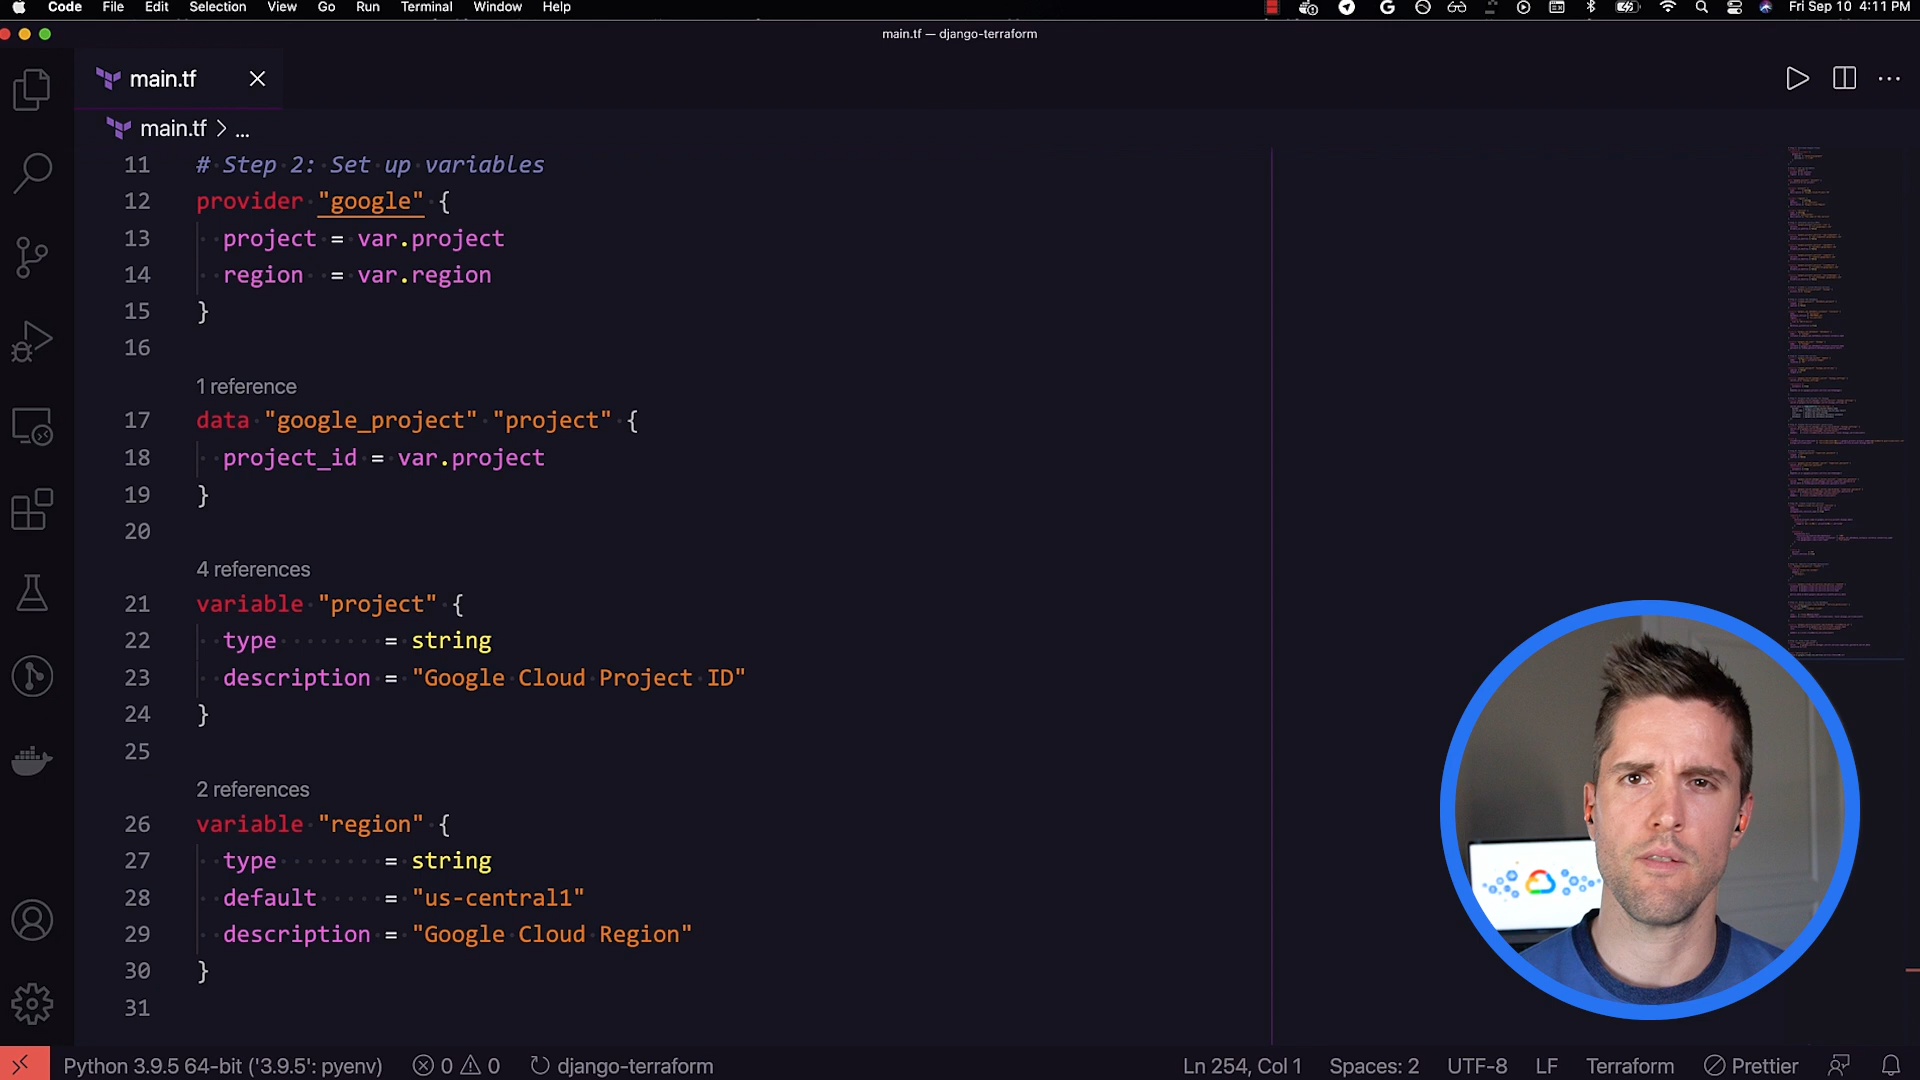 Code File Edit Selection View Go Run Terminal Window Help Fri Sep 10 4:11 PM
main.tf — django-terraform
main.tf
main.tf > ...
11 # Step 2: Set up variables
12 provider "google" {
13 project = var.project
14 region = var.region
15 }
16
1 reference
17 data "google_project" "project" {
18 project_id = var.project
19 }
20
4 references
21 variable "project" {
22 type = string
23 description = "Google Cloud Project ID"
24 }
25
2 references
26 variable "region" {
27 type = string
28 default = "us-central1"
29 description = "Google Cloud Region"
30 }
31
Python 3.9.5 64-bit ('3.9.5': pyenv) 0 0 django-terraform Ln 254, Col 1 Spaces: 2 UTF-8 LF Terraform Prettier